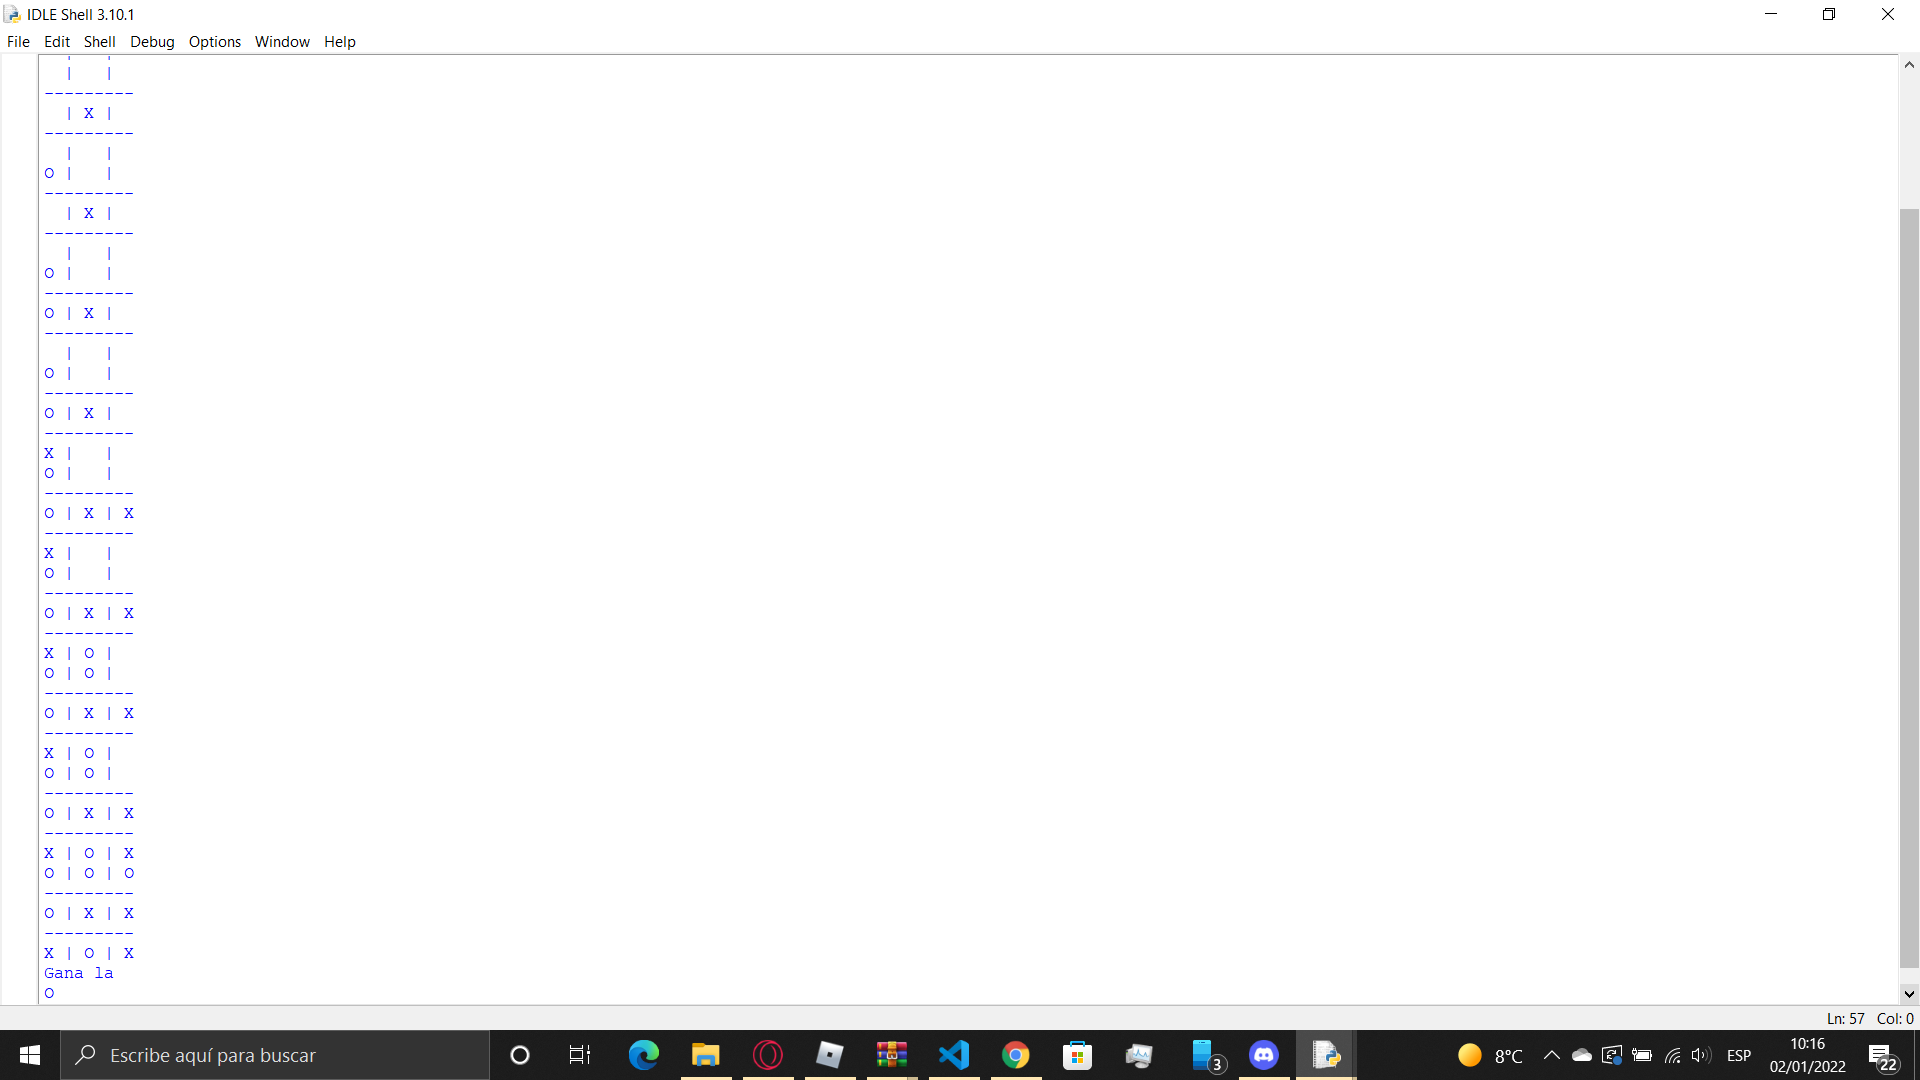 IDLE Shell 3.10.1
File Edit Shell Debug Options Window Help
  |   |
---------
  | X |
---------
  |   |
O |   |
---------
  | X |
---------
  |   |
O |   |
---------
O | X |
---------
  |   |
O |   |
---------
O | X |
---------
X |   |
O |   |
---------
O | X | X
---------
X |   |
O |   |
---------
O | X | X
---------
X | O |
O | O |
---------
O | X | X
---------
X | O |
O | O |
---------
O | X | X
---------
X | O | X
O | O | O
---------
O | X | X
---------
X | O | X
Gana la
O
Ln: 57 Col: 0
Escribe aquí para buscar
3
8°C
ESP
10:16
02/01/2022
22